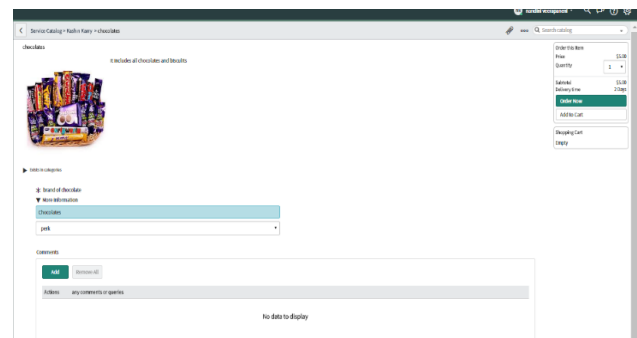 Service Catalog > Fashion Fairy > chocolates
Search catalog
chocolates
It includes all chocolates and biscuits
Order this Item
Price $5.00
Quantity 1
Subtotal $5.00
Delivery time 2 Days
Order Now
Add to Cart
Shopping Cart
Empty
brand of chocolate
More information
chocolates
perk
Comments
Add Remove All
Actions any comments or queries
No data to display